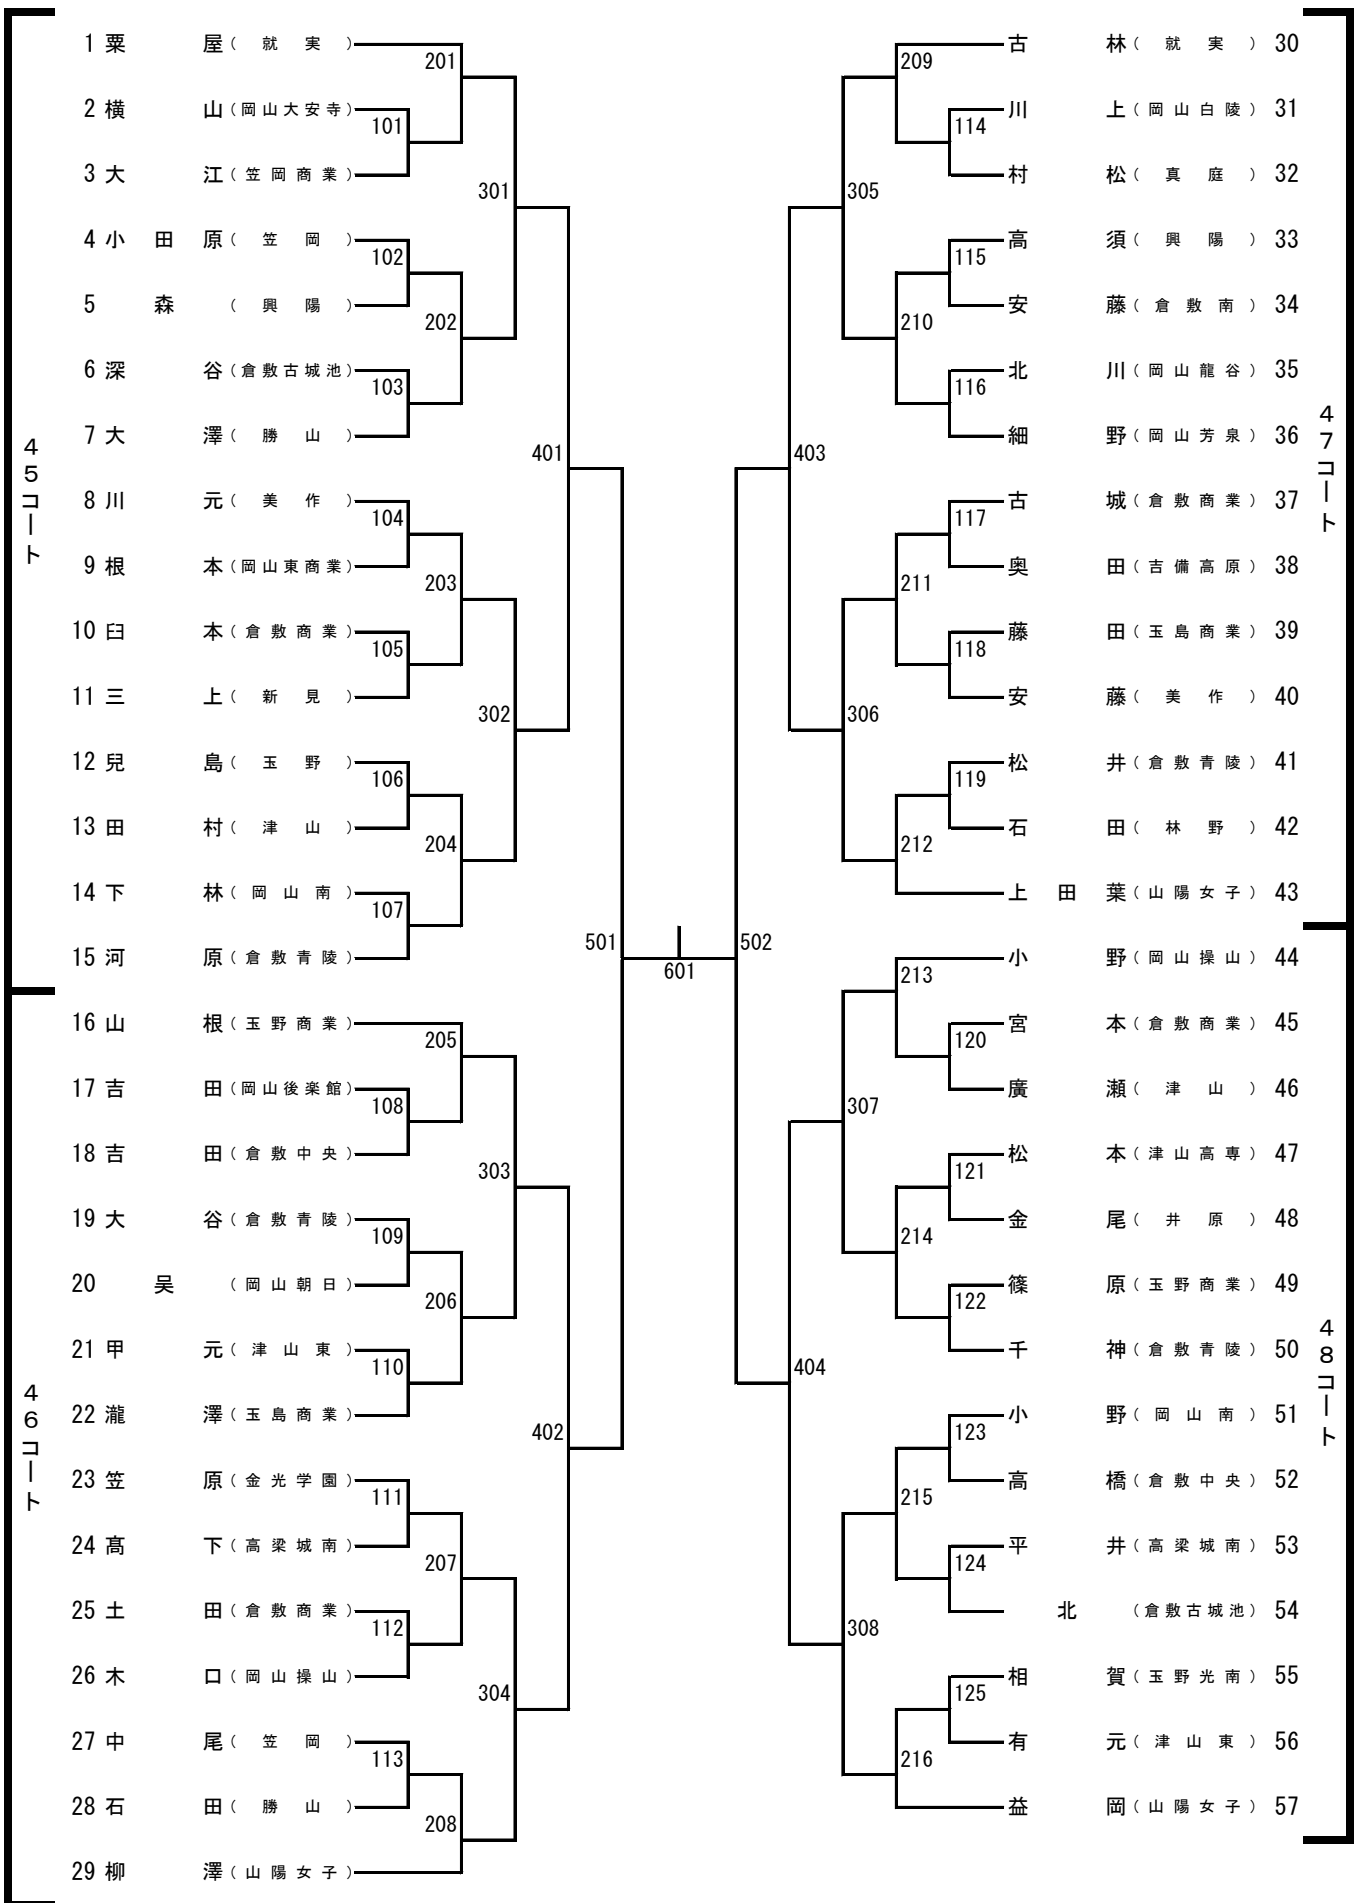 45コート
1 粟屋（就実）
201
2 横山（岡山大安寺）
101
3 大江（笠岡商業）
301
4 小田原（笠岡）
102
5 森（興陽）
202
6 深谷（倉敷古城池）
103
7 大澤（勝山）
401
8 川元（美作）
104
9 根本（岡山東商業）
203
10 臼本（倉敷商業）
105
11 三上（新見）
302
12 兒島（玉野）
106
13 田村（津山）
204
14 下林（岡山南）
107
15 河原（倉敷青陵）
501
46コート
16 山根（玉野商業）
205
17 吉田（岡山後楽館）
108
18 吉田（倉敷中央）
303
19 大谷（倉敷青陵）
109
20 吴（岡山朝日）
206
21 甲元（津山東）
110
22 瀧澤（玉島商業）
402
23 笠原（金光学園）
111
24 髙下（高梁城南）
207
25 土田（倉敷商業）
112
26 木口（岡山操山）
304
27 中尾（笠岡）
113
28 石田（勝山）
208
29 柳澤（山陽女子）
601
47コート
古林（就実） 30
209
川上（岡山白陵） 31
114
村松（真庭） 32
305
高須（興陽） 33
115
安藤（倉敷南） 34
210
北川（岡山龍谷） 35
116
細野（岡山芳泉） 36
403
古城（倉敷商業） 37
117
奥田（吉備高原） 38
211
藤田（玉島商業） 39
118
安藤（美作） 40
306
松井（倉敷青陵） 41
119
石田（林野） 42
212
上田葉（山陽女子） 43
502
48コート
小野（岡山操山） 44
213
宮本（倉敷商業） 45
120
廣瀬（津山） 46
307
松本（津山高専） 47
121
金尾（井原） 48
214
篠原（玉野商業） 49
122
千神（倉敷青陵） 50
404
小野（岡山南） 51
123
高橋（倉敷中央） 52
215
平井（高梁城南） 53
124
北（倉敷古城池） 54
308
相賀（玉野光南） 55
125
有元（津山東） 56
216
益岡（山陽女子） 57